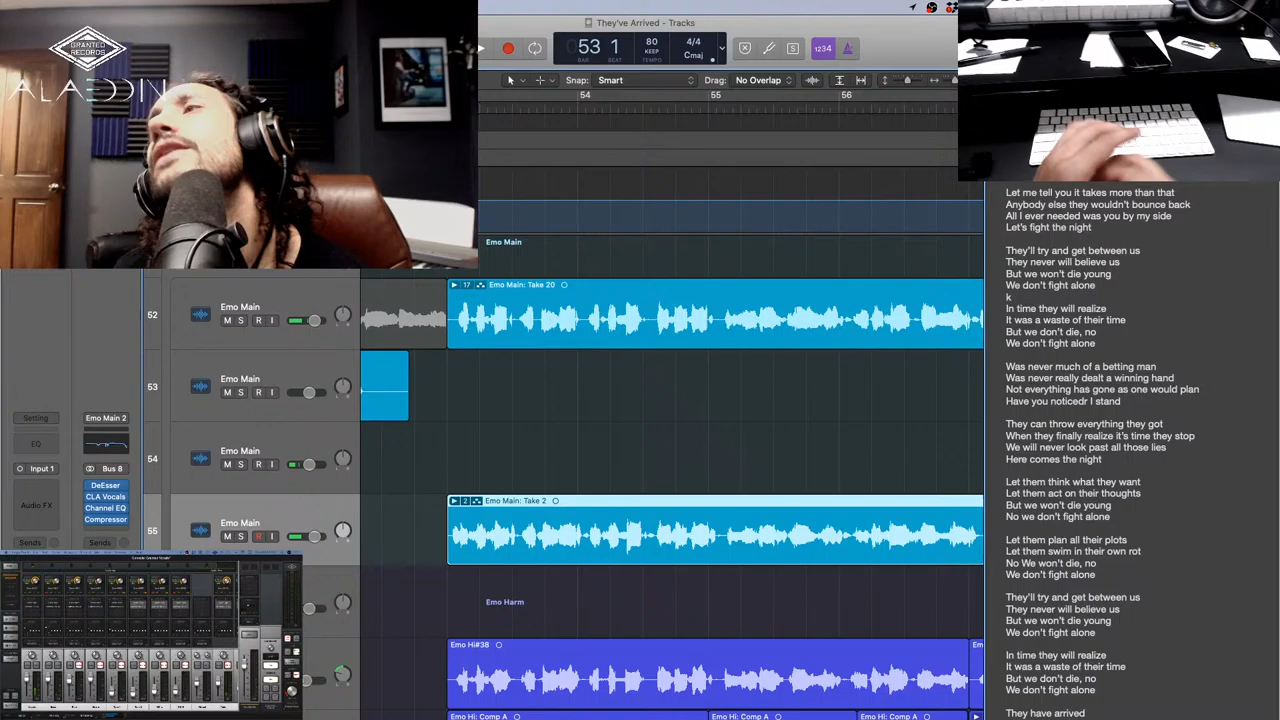 GRANTED
RECORDS
ALAEDDIN
They've Arrived - Tracks
53 1
BAR BEAT
80
KEEP
TEMPO
4/4
Cmaj
S
1234
Snap: Smart
Drag: No Overlap
54 55 56
Emo Main
52
Emo Main
M S R I
17 Emo Main: Take 20
53
Emo Main
M S R I
54
Emo Main
M S R I
55
Emo Main
M S R I
2 Emo Main: Take 2
Emo Harm
Emo Hi#38
Em
Emo Hi: Comp A
Emo Hi: Comp A
Emo Hi: Comp A
Setting
EQ
Input 1
Audio FX
Sends
Emo Main 2
Bus 8
DeEsser
CLA Vocals
Channel EQ
Compressor
Sends
Let me tell you it takes more than that
Anybody else they wouldn't bounce back
All I ever needed was you by my side
Let's fight the night
They'll try and get between us
They never will believe us
But we won't die young
We don't fight alone
k
In time they will realize
It was a waste of their time
But we don't die, no
We don't fight alone
Was never much of a betting man
Was never really dealt a winning hand
Not everything has gone as one would plan
Have you noticedr I stand
They can throw everything they got
When they finally realize it's time they stop
We will never look past all those lies
Here comes the night
Let them think what they want
Let them act on their thoughts
But we won't die young
No we don't fight alone
Let them plan all their plots
Let them swim in their own rot
No We won't die, no
We don't fight alone
They'll try and get between us
They never will believe us
But we won't die young
We don't fight alone
In time they will realize
It was a waste of their time
But we don't die, no
We don't fight alone
They have arrived